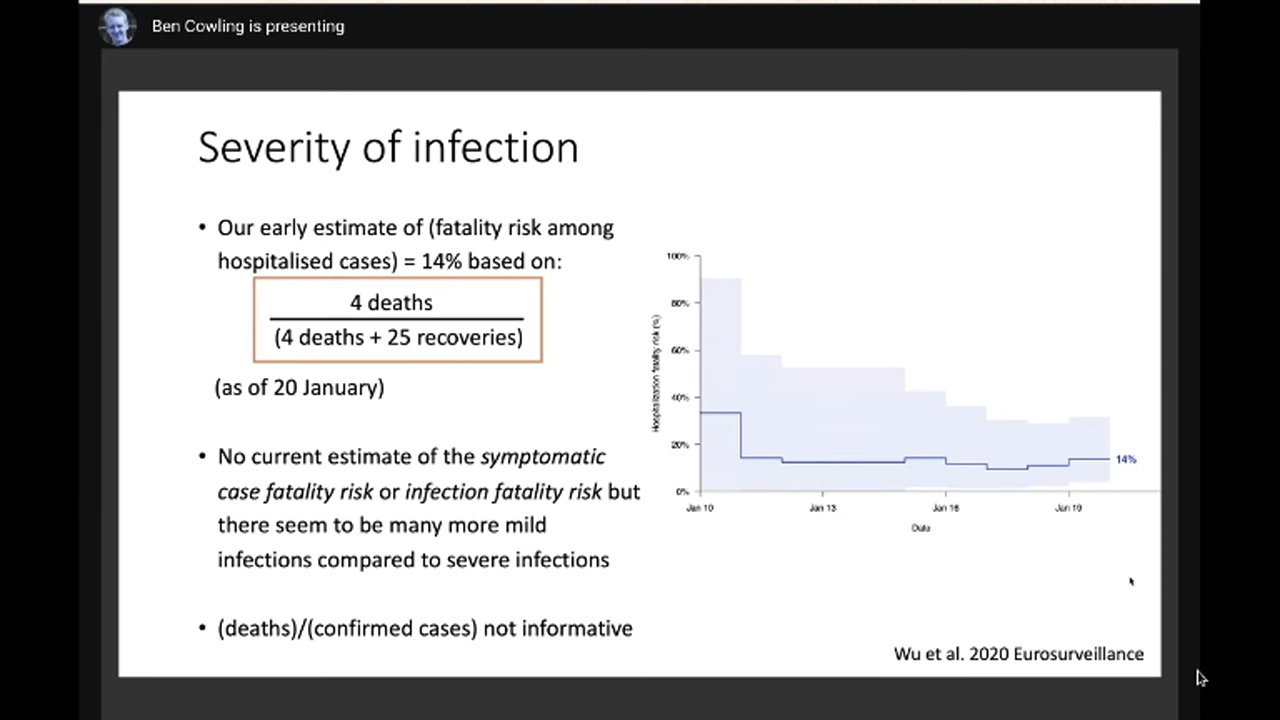 Ben Cowling is presenting
Severity of infection
• Our early estimate of (fatality risk among
hospitalised cases) = 14% based on:
4 deaths
(4 deaths + 25 recoveries)
(as of 20 January)
• No current estimate of the symptomatic
case fatality risk or infection fatality risk but
there seem to be many more mild
infections compared to severe infections
• (deaths)/(confirmed cases) not informative
Hospitalization fatality risk (%)
100%
80%
60%
40%
20%
0%
14%
Jan 10 Jan 13 Jan 16 Jan 19
Date
Wu et al. 2020 Eurosurveillance